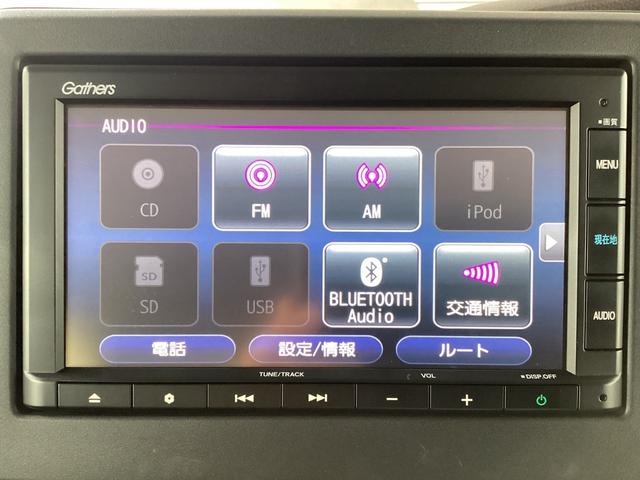 Gathers
AUDIO
■画質
CD
FM
AM
iPod
MENU
現在地
SD
SD
USB
BLUETOOTH
Audio
交通情報
AUDIO
電話
設定/情報
ルート
TUNE/TRACK
VOL
■DISP.OFF